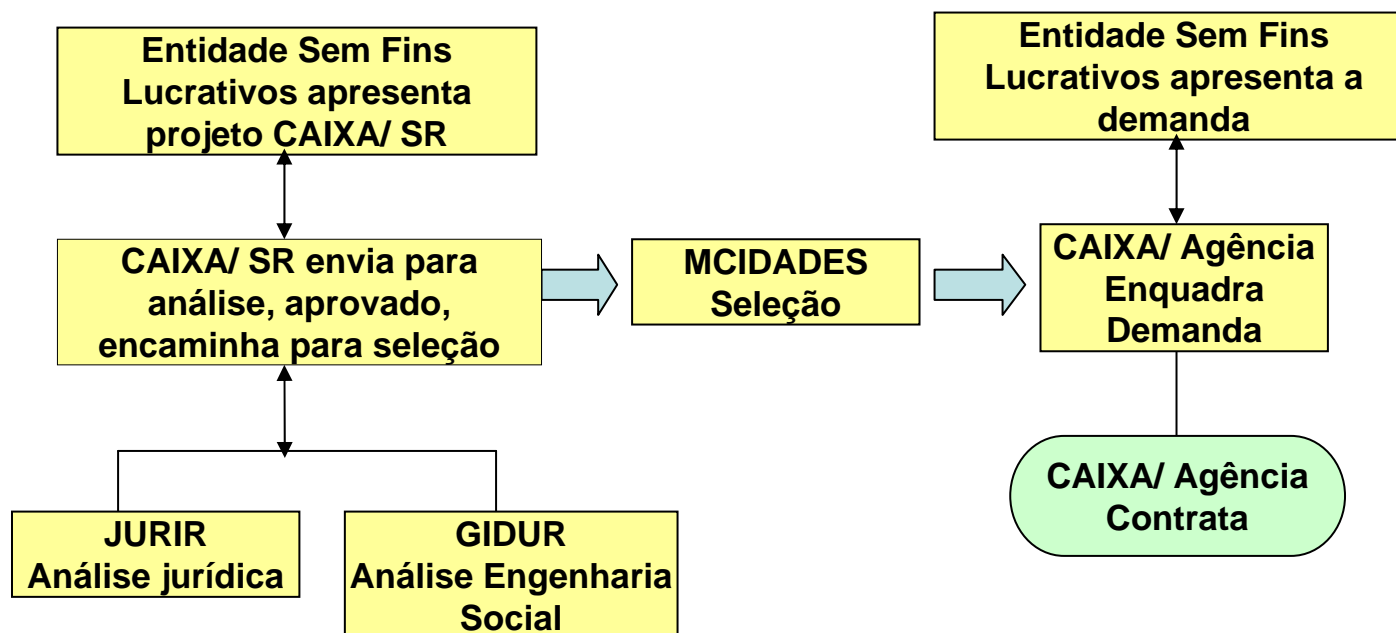 Entidade Sem Fins
Lucrativos apresenta
projeto CAIXA/ SR
Entidade Sem Fins
Lucrativos apresenta a
demanda
CAIXA/ SR envia para
análise, aprovado,
encaminha para seleção
MCIDADES
Seleção
CAIXA/ Agência
Enquadra
Demanda
JURIR
Análise jurídica
GIDUR
Análise Engenharia
Social
CAIXA/ Agência
Contrata